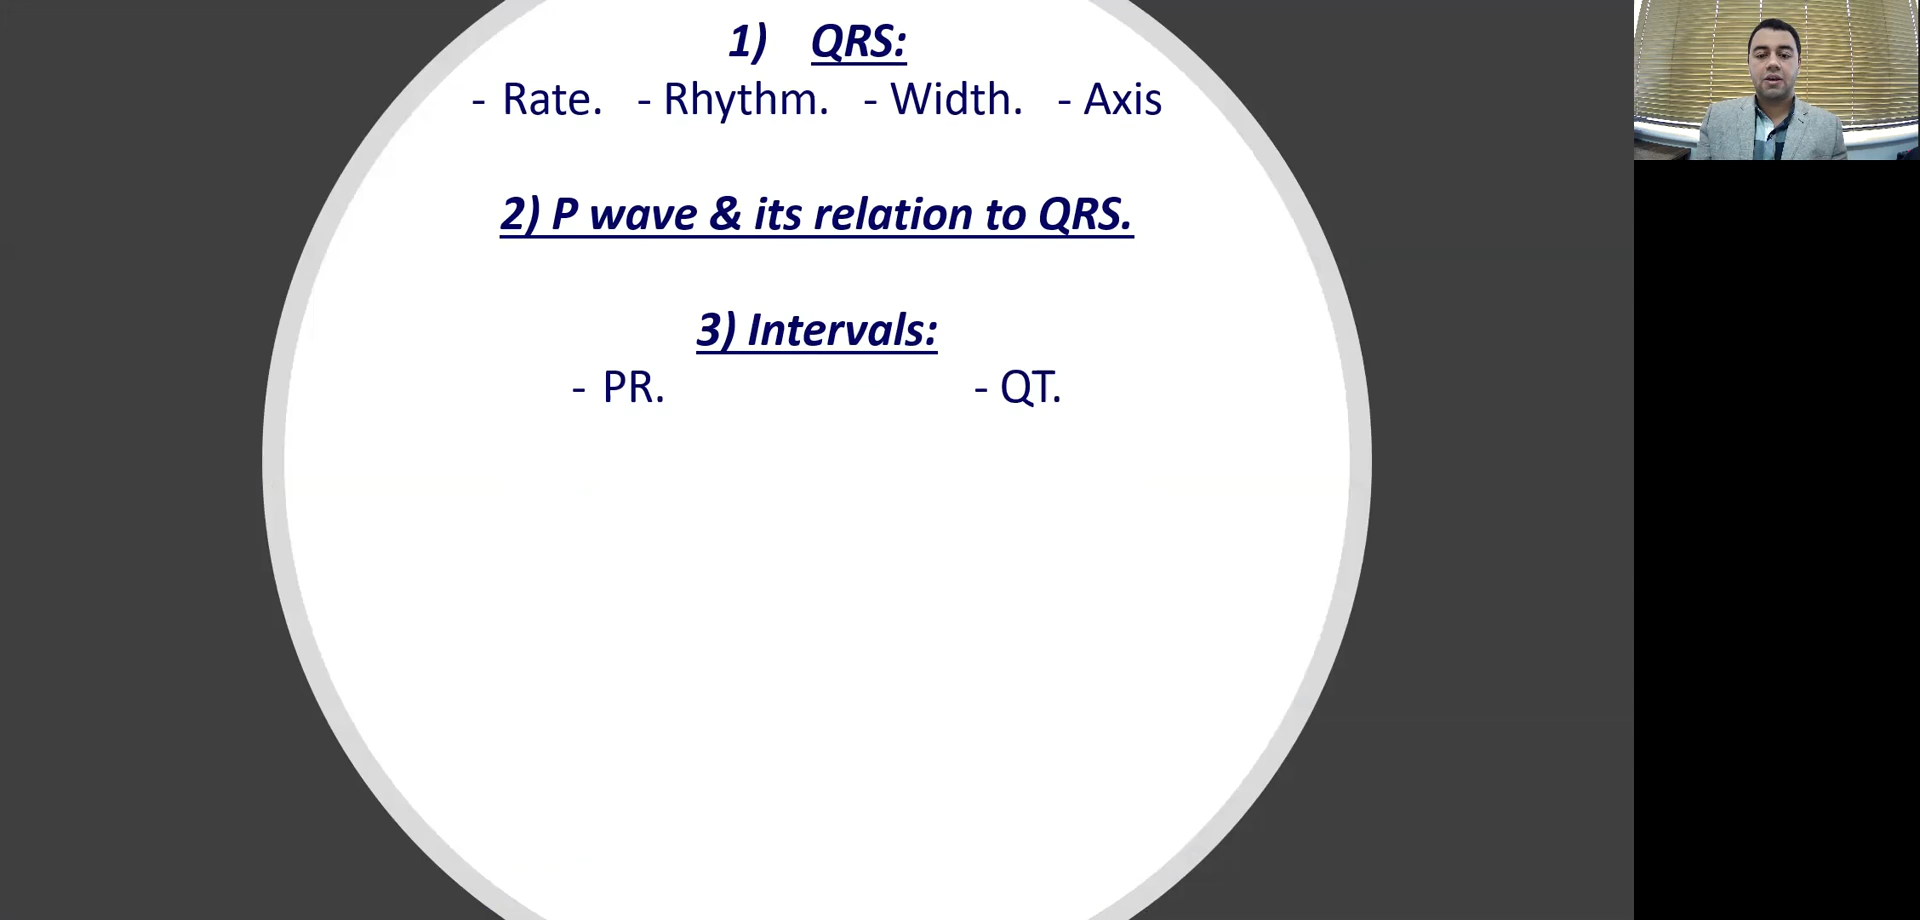 1) QRS:
- Rate. - Rhythm. - Width. - Axis
2) P wave & its relation to QRS.
3) Intervals:
- PR. - QT.